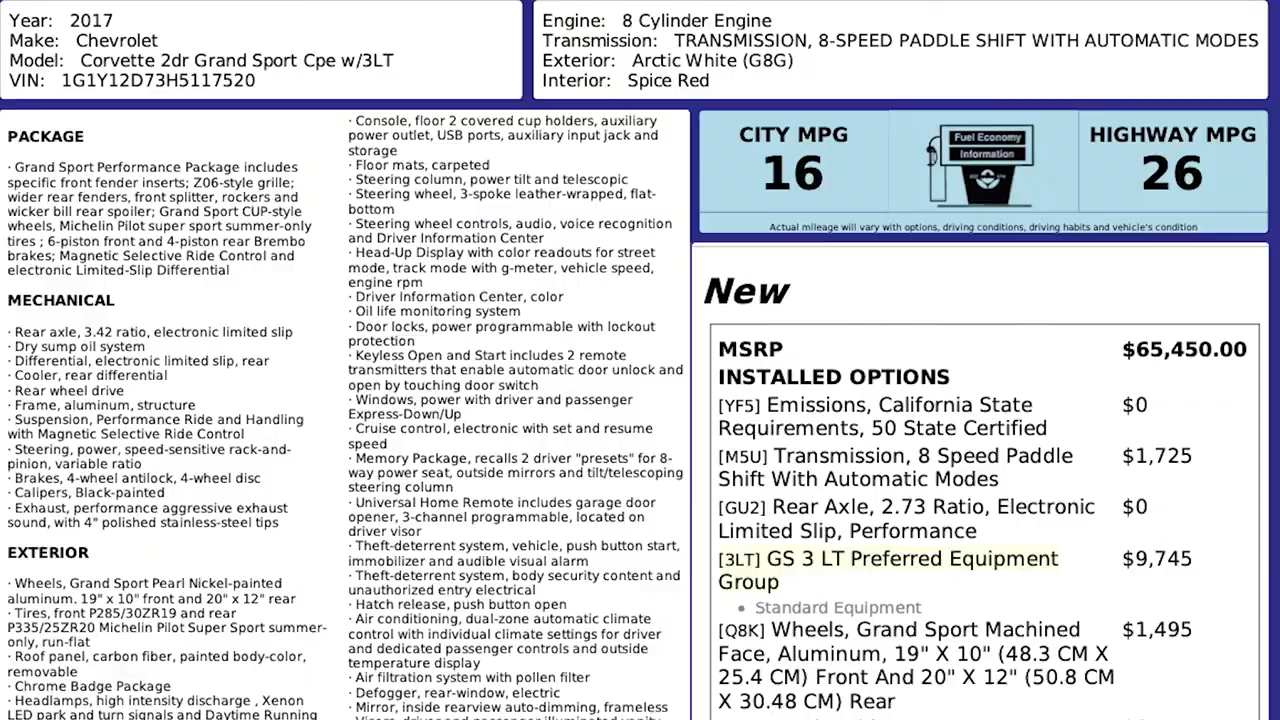 Year: 2017
Make: Chevrolet
Model: Corvette 2dr Grand Sport Cpe w/3LT
VIN: 1G1Y12D73H5117520
Engine: 8 Cylinder Engine
Transmission: TRANSMISSION, 8-SPEED PADDLE SHIFT WITH AUTOMATIC MODES
Exterior: Arctic White (G8G)
Interior: Spice Red
PACKAGE
· Grand Sport Performance Package includes
specific front fender inserts; Z06-style grille;
wider rear fenders, front splitter, rockers and
wicker bill rear spoiler; Grand Sport CUP-style
wheels, Michelin Pilot super sport summer-only
tires ; 6-piston front and 4-piston rear Brembo
brakes; Magnetic Selective Ride Control and
electronic Limited-Slip Differential
MECHANICAL
· Rear axle, 3.42 ratio, electronic limited slip
· Dry sump oil system
· Differential, electronic limited slip, rear
· Cooler, rear differential
· Rear wheel drive
· Frame, aluminum, structure
· Suspension, Performance Ride and Handling
with Magnetic Selective Ride Control
· Steering, power, speed-sensitive rack-and-
pinion, variable ratio
· Brakes, 4-wheel antilock, 4-wheel disc
· Calipers, Black-painted
· Exhaust, performance aggressive exhaust
sound, with 4" polished stainless-steel tips
EXTERIOR
· Wheels, Grand Sport Pearl Nickel-painted
aluminum. 19" x 10" front and 20" x 12" rear
· Tires, front P285/30ZR19 and rear
P335/25ZR20 Michelin Pilot Super Sport summer-
only, run-flat
· Roof panel, carbon fiber, painted body-color,
removable
· Chrome Badge Package
· Headlamps, high intensity discharge , Xenon
LED park and turn signals and Daytime Running
· Console, floor 2 covered cup holders, auxiliary
power outlet, USB ports, auxiliary input jack and
storage
· Floor mats, carpeted
· Steering column, power tilt and telescopic
· Steering wheel, 3-spoke leather-wrapped, flat-
bottom
· Steering wheel controls, audio, voice recognition
and Driver Information Center
· Head-Up Display with color readouts for street
mode, track mode with g-meter, vehicle speed,
engine rpm
· Driver Information Center, color
· Oil life monitoring system
· Door locks, power programmable with lockout
protection
· Keyless Open and Start includes 2 remote
transmitters that enable automatic door unlock and
open by touching door switch
· Windows, power with driver and passenger
Express-Down/Up
· Cruise control, electronic with set and resume
speed
· Memory Package, recalls 2 driver "presets" for 8-
way power seat, outside mirrors and tilt/telescoping
steering column
· Universal Home Remote includes garage door
opener, 3-channel programmable, located on
driver visor
· Theft-deterrent system, vehicle, push button start,
immobilizer and audible visual alarm
· Theft-deterrent system, body security content and
unauthorized entry electrical
· Hatch release, push button open
· Air conditioning, dual-zone automatic climate
control with individual climate settings for driver
and dedicated passenger controls and outside
temperature display
· Air filtration system with pollen filter
· Defogger, rear-window, electric
· Mirror, inside rearview auto-dimming, frameless
CITY MPG
16
Fuel Economy
Information
HIGHWAY MPG
26
Actual mileage will vary with options, driving conditions, driving habits and vehicle's condition
New
MSRP $65,450.00
INSTALLED OPTIONS
[YF5] Emissions, California State $0
Requirements, 50 State Certified
[M5U] Transmission, 8 Speed Paddle $1,725
Shift With Automatic Modes
[GU2] Rear Axle, 2.73 Ratio, Electronic $0
Limited Slip, Performance
[3LT] GS 3 LT Preferred Equipment $9,745
Group
• Standard Equipment
[Q8K] Wheels, Grand Sport Machined $1,495
Face, Aluminum, 19" X 10" (48.3 CM X
25.4 CM) Front And 20" X 12" (50.8 CM
X 30.48 CM) Rear